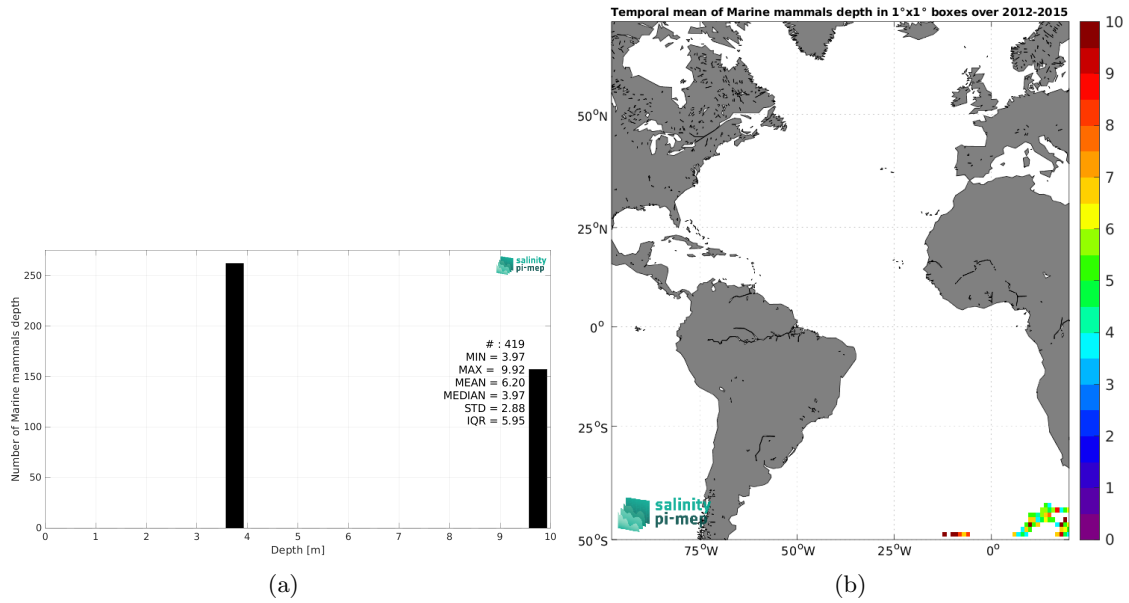 salinity
pi-mep
Number of Marine mammals depth
250
200
150
100
50
0
# : 419
MIN = 3.97
MAX = 9.92
MEAN = 6.20
MEDIAN = 3.97
STD = 2.88
IQR = 5.95
0 1 2 3 4 5 6 7 8 9 10
Depth [m]
(a)
Temporal mean of Marine mammals depth in 1°x1° boxes over 2012-2015
50°N
25°N
0°
25°S
50°S
salinity
pi-mep
75°W 50°W 25°W 0°
10
9
8
7
6
5
4
3
2
1
0
(b)